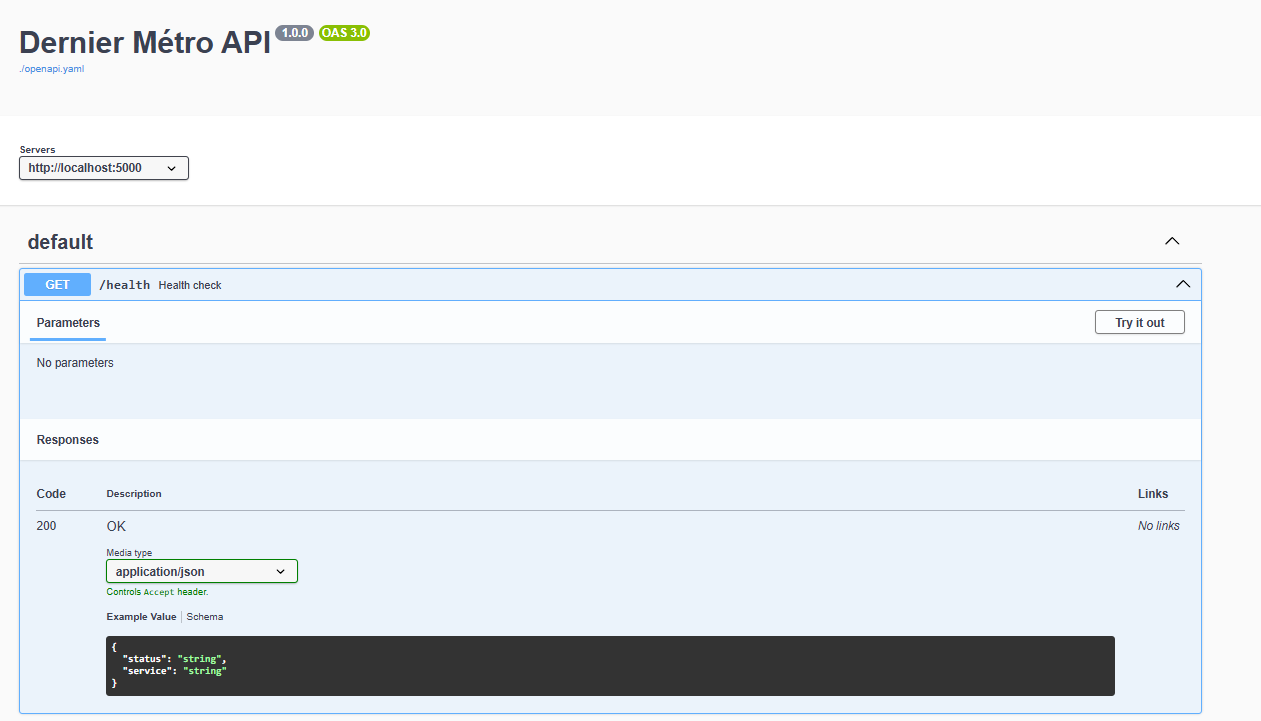 Dernier Métro API 1.0.0 OAS 3.0
./openapi.yaml
Servers
http://localhost:5000
default
GET /health Health check
Parameters Try it out
No parameters
Responses
Code Description Links
200 OK No links
Media type
application/json
Controls Accept header.
Example Value Schema
{
"status": "string",
"service": "string"
}